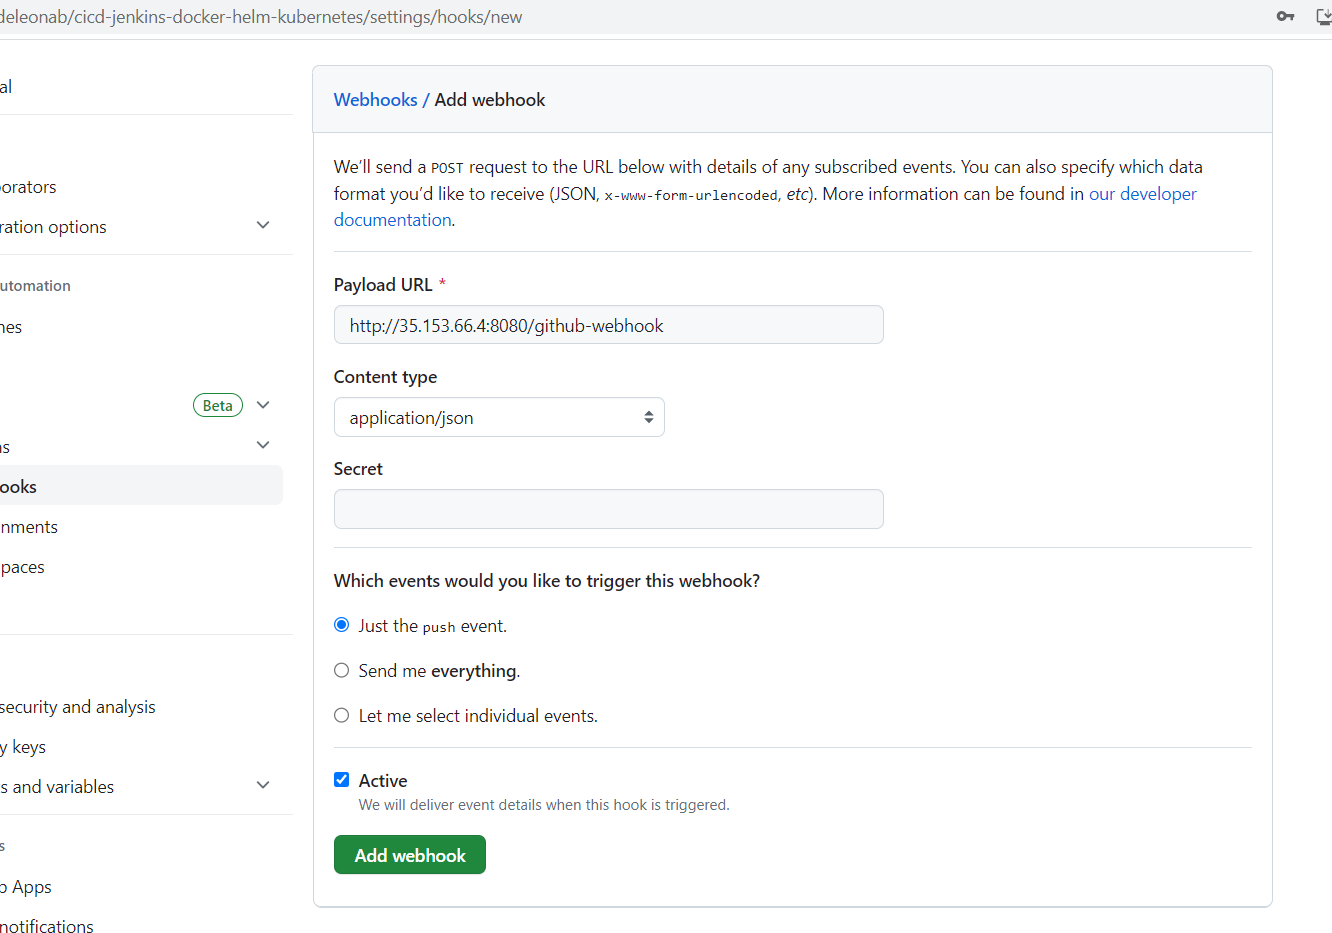 deleonab/cicd-jenkins-docker-helm-kubernetes/settings/hooks/new
al
orators
ration options
utomation
nes
Beta
ns
ooks
nments
paces
security and analysis
y keys
s and variables
s
b Apps
notifications
Webhooks / Add webhook
We’ll send a POST request to the URL below with details of any subscribed events. You can also specify which data
format you’d like to receive (JSON, x-www-form-urlencoded, etc). More information can be found in our developer
documentation.
Payload URL *
http://35.153.66.4:8080/github-webhook
Content type
application/json
Secret
Which events would you like to trigger this webhook?
Just the push event.
Send me everything.
Let me select individual events.
Active
We will deliver event details when this hook is triggered.
Add webhook